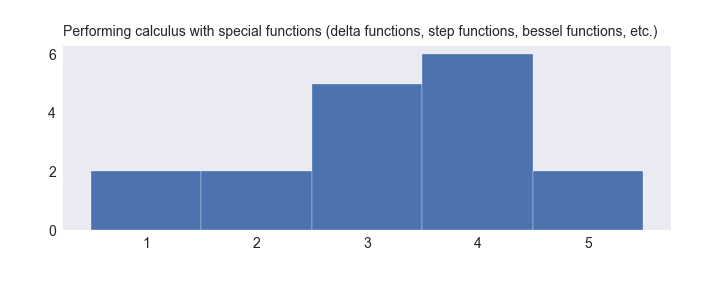 Performing calculus with special functions (delta functions, step functions, bessel functions, etc.)
6
4
2
0
1 2 3 4 5